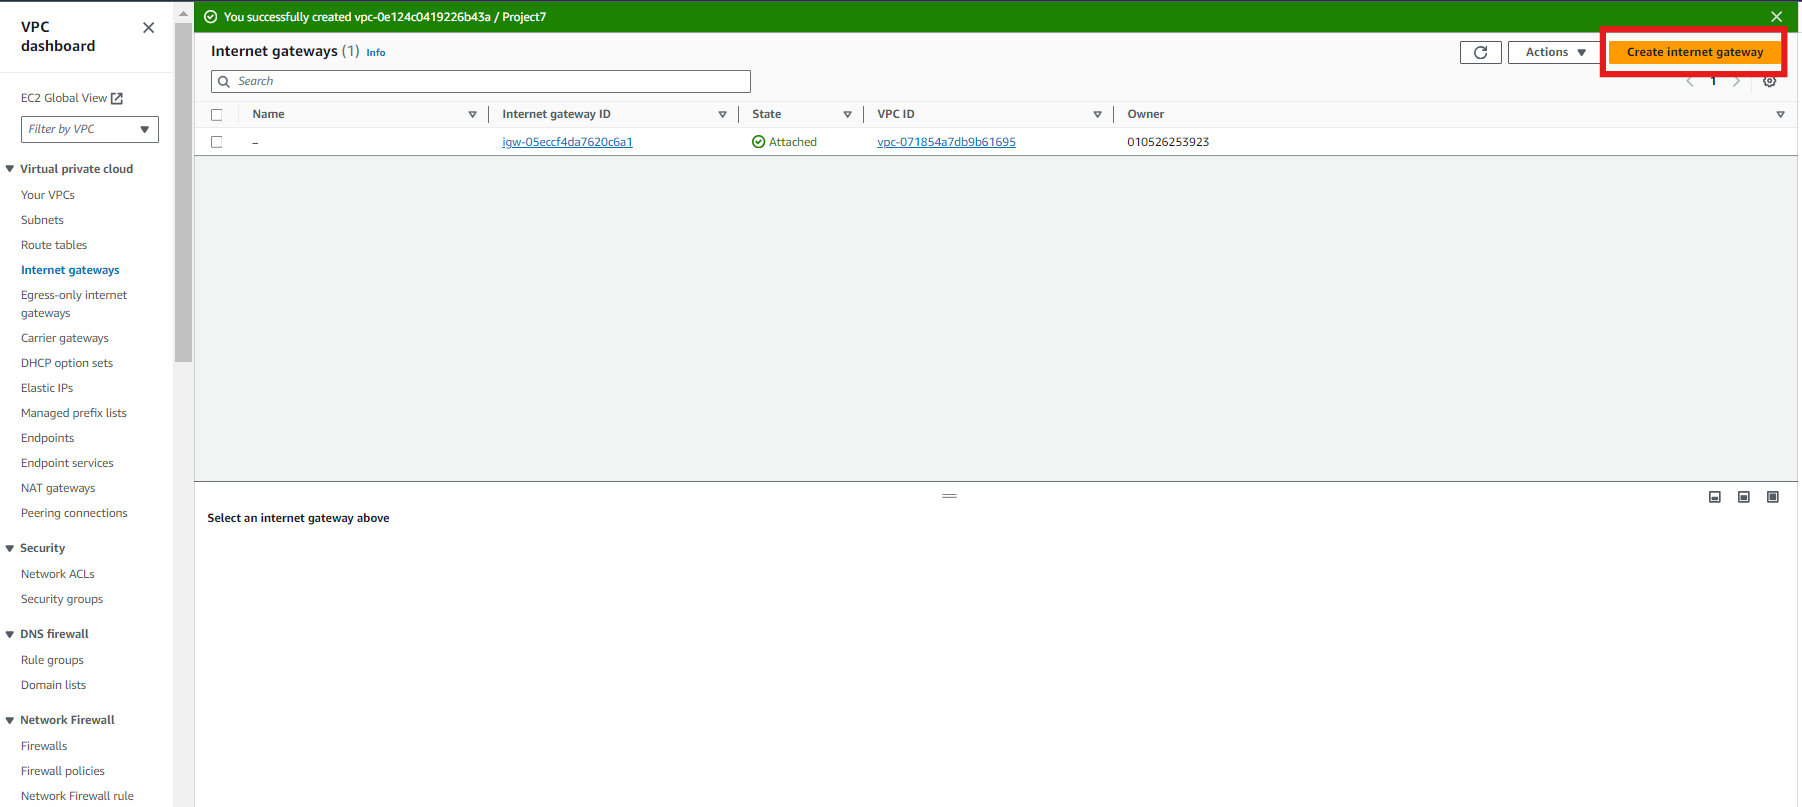 VPC dashboard
You successfully created vpc-0e124c0419226b43a / Project7
Internet gateways (1) Info
Actions
Create internet gateway
Search
1
Name
Internet gateway ID
State
VPC ID
Owner
–
igw-05eccf4da7620c6a1
Attached
vpc-071854a7db9b61695
010526253923
EC2 Global View
Filter by VPC
Virtual private cloud
Your VPCs
Subnets
Route tables
Internet gateways
Egress-only internet
gateways
Carrier gateways
DHCP option sets
Elastic IPs
Managed prefix lists
Endpoints
Endpoint services
NAT gateways
Peering connections
Security
Network ACLs
Security groups
DNS firewall
Rule groups
Domain lists
Network Firewall
Firewalls
Firewall policies
Network Firewall rule
Select an internet gateway above